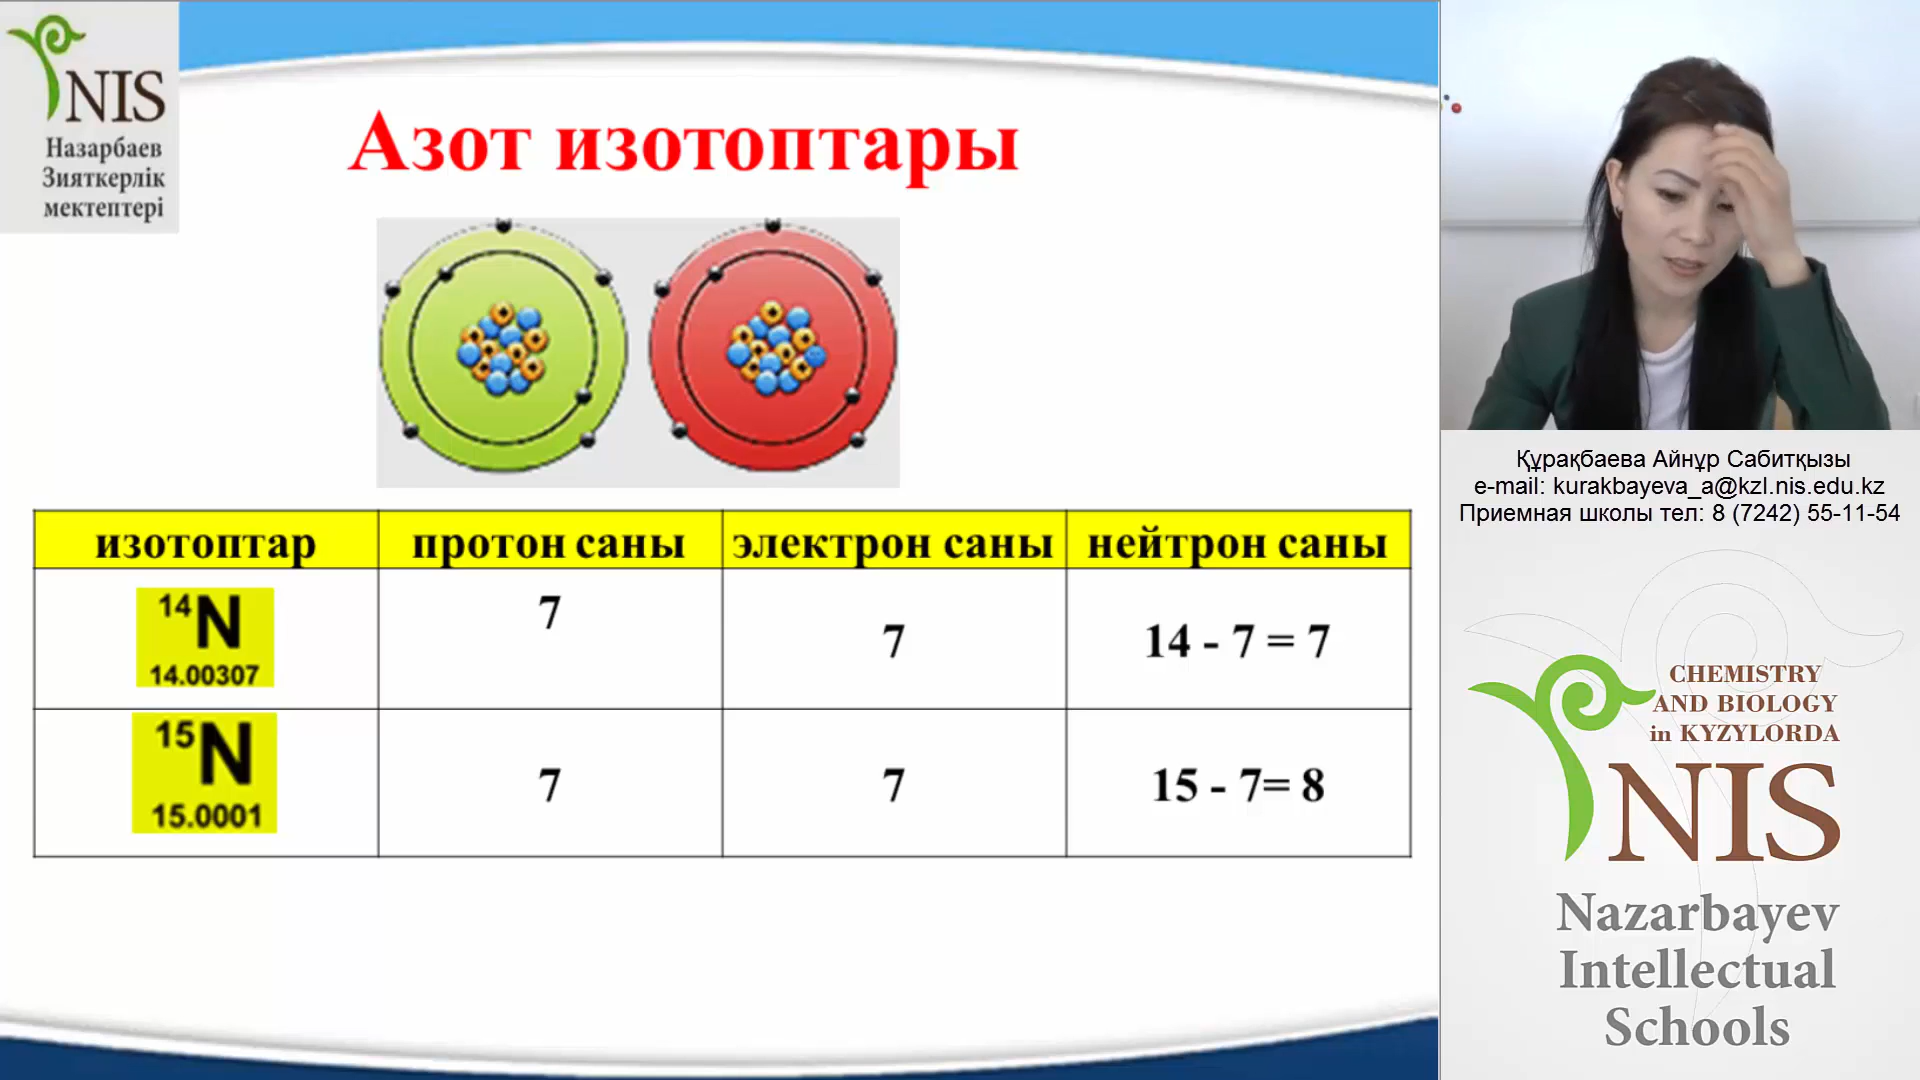 NIS
Назарбаев
Зияткерлік
мектептері
Азот изотоптары
изотоптар протон саны электрон саны нейтрон саны
14N
14.00307
7
7
14 - 7 = 7
15N
15.0001
7
7
15 - 7= 8
Құрақбаева Айнұр Сабитқызы
e-mail: kurakbayeva_a@kzl.nis.edu.kz
Приемная школы тел: 8 (7242) 55-11-54
CHEMISTRY
AND BIOLOGY
in KYZYLORDA
NIS
Nazarbayev
Intellectual
Schools